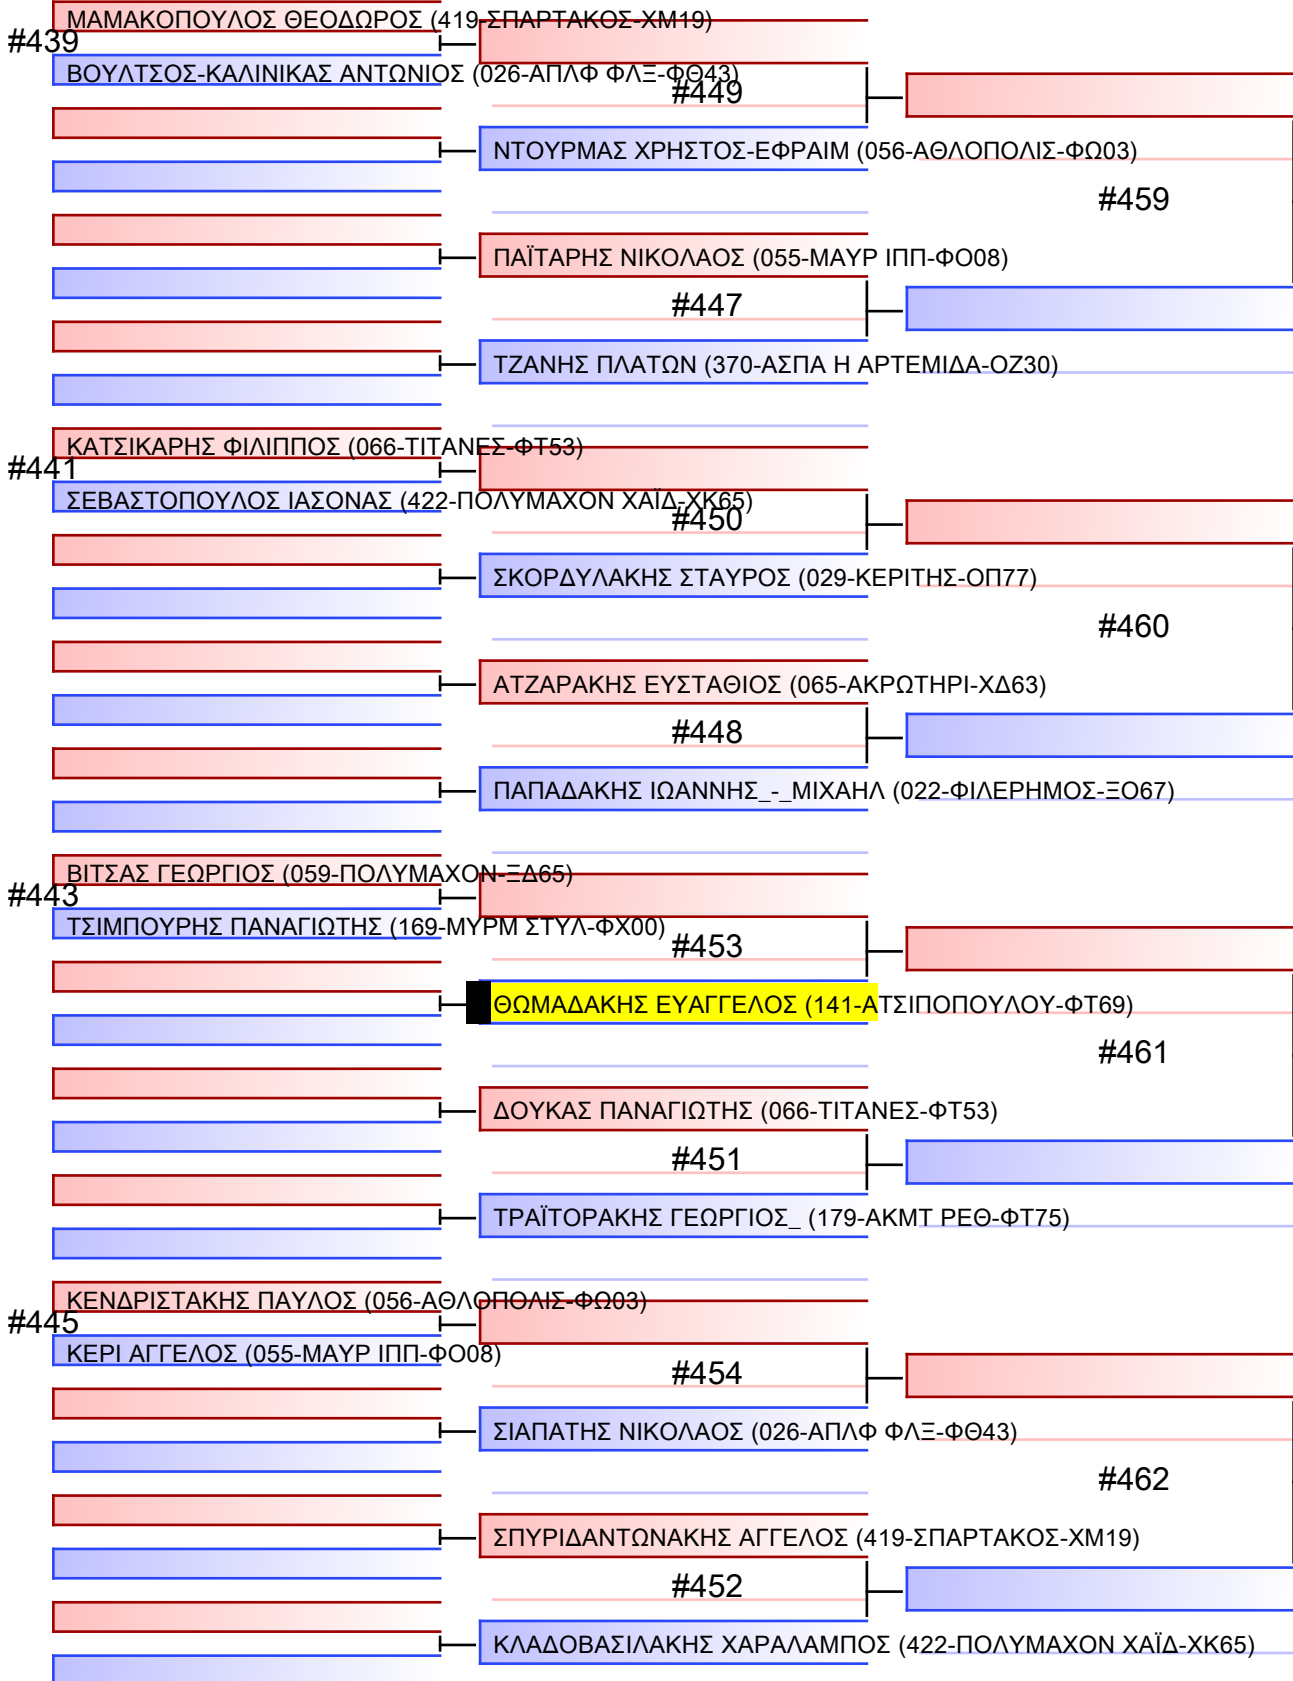 ΜΑΜΑΚΟΠΟΥΛΟΣ ΘΕΟΔΩΡΟΣ (419-ΣΠΑΡΤΑΚΟΣ-ΧΜ19)
#439
ΒΟΥΛΤΣΟΣ-ΚΑΛΙΝΙΚΑΣ ΑΝΤΩΝΙΟΣ (026-ΑΠΛΦ ΦΛΞ-ΦΘ43)
#449
ΝΤΟΥΡΜΑΣ ΧΡΗΣΤΟΣ-ΕΦΡΑΙΜ (056-ΑΘΛΟΠΟΛΙΣ-ΦΩ03)
#459
ΠΑΪΤΑΡΗΣ ΝΙΚΟΛΑΟΣ (055-ΜΑΥΡ ΙΠΠ-ΦΟ08)
#447
ΤΖΑΝΗΣ ΠΛΑΤΩΝ (370-ΑΣΠΑ Η ΑΡΤΕΜΙΔΑ-ΟΖ30)
ΚΑΤΣΙΚΑΡΗΣ ΦΙΛΙΠΠΟΣ (066-ΤΙΤΑΝΕΣ-ΦΤ53)
#441
ΣΕΒΑΣΤΟΠΟΥΛΟΣ ΙΑΣΟΝΑΣ (422-ΠΟΛΥΜΑΧΟΝ ΧΑΪΔ-ΧΚ65)
#450
ΣΚΟΡΔΥΛΑΚΗΣ ΣΤΑΥΡΟΣ (029-ΚΕΡΙΤΗΣ-ΟΠ77)
#460
ΑΤΖΑΡΑΚΗΣ ΕΥΣΤΑΘΙΟΣ (065-ΑΚΡΩΤΗΡΙ-ΧΔ63)
#448
ΠΑΠΑΔΑΚΗΣ ΙΩΑΝΝΗΣ_-_ΜΙΧΑΗΛ (022-ΦΙΛΕΡΗΜΟΣ-ΞΟ67)
ΒΙΤΣΑΣ ΓΕΩΡΓΙΟΣ (059-ΠΟΛΥΜΑΧΟΝ-ΞΔ65)
#443
ΤΣΙΜΠΟΥΡΗΣ ΠΑΝΑΓΙΩΤΗΣ (169-ΜΥΡΜ ΣΤΥΛ-ΦΧ00)
#453
ΘΩΜΑΔΑΚΗΣ ΕΥΑΓΓΕΛΟΣ (141-ΑΤΣΙΠΟΠΟΥΛΟΥ-ΦΤ69)
#461
ΔΟΥΚΑΣ ΠΑΝΑΓΙΩΤΗΣ (066-ΤΙΤΑΝΕΣ-ΦΤ53)
#451
ΤΡΑΪΤΟΡΑΚΗΣ ΓΕΩΡΓΙΟΣ_ (179-ΑΚΜΤ ΡΕΘ-ΦΤ75)
ΚΕΝΔΡΙΣΤΑΚΗΣ ΠΑΥΛΟΣ (056-ΑΘΛΟΠΟΛΙΣ-ΦΩ03)
#445
ΚΕΡΙ ΑΓΓΕΛΟΣ (055-ΜΑΥΡ ΙΠΠ-ΦΟ08)
#454
ΣΙΑΠΑΤΗΣ ΝΙΚΟΛΑΟΣ (026-ΑΠΛΦ ΦΛΞ-ΦΘ43)
#462
ΣΠΥΡΙΔΑΝΤΩΝΑΚΗΣ ΑΓΓΕΛΟΣ (419-ΣΠΑΡΤΑΚΟΣ-ΧΜ19)
#452
ΚΛΑΔΟΒΑΣΙΛΑΚΗΣ ΧΑΡΑΛΑΜΠΟΣ (422-ΠΟΛΥΜΑΧΟΝ ΧΑΪΔ-ΧΚ65)